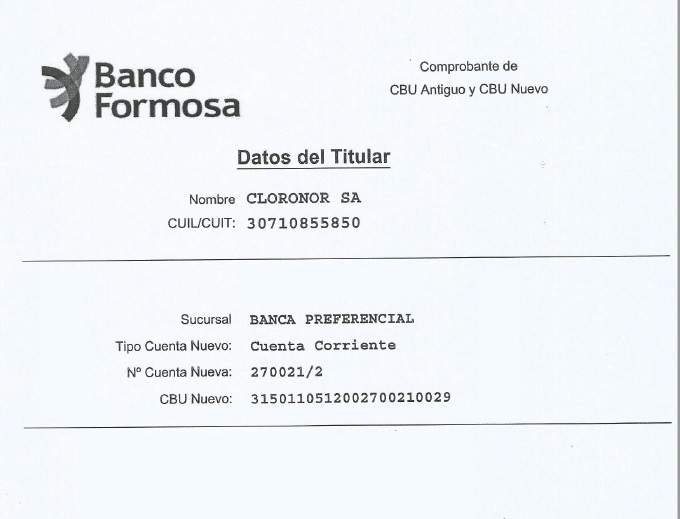 Banco
Formosa
Comprobante de
CBU Antiguo y CBU Nuevo
Datos del Titular
Nombre CLORONOR SA
CUIL/CUIT: 30710855850
Sucursal BANCA PREFERENCIAL
Tipo Cuenta Nuevo: Cuenta Corriente
Nº Cuenta Nueva: 270021/2
CBU Nuevo: 3150110512002700210029